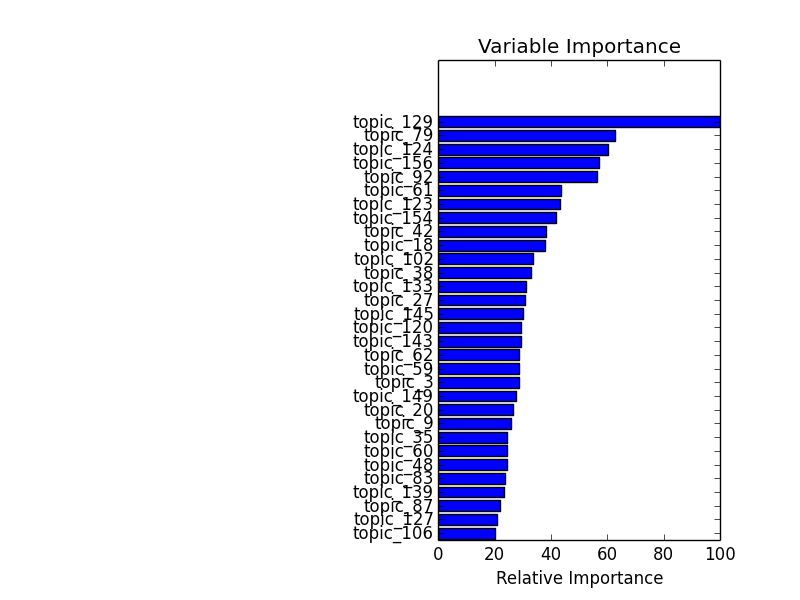 Variable Importance
topic_129
topic_79
topic_124
topic_156
topic_92
topic_61
topic_123
topic_154
topic_42
topic_18
topic_102
topic_38
topic_133
topic_27
topic_145
topic_120
topic_143
topic_62
topic_59
topic_3
topic_149
topic_20
topic_9
topic_35
topic_60
topic_48
topic_83
topic_139
topic_87
topic_127
topic_106
0 20 40 60 80 100
Relative Importance